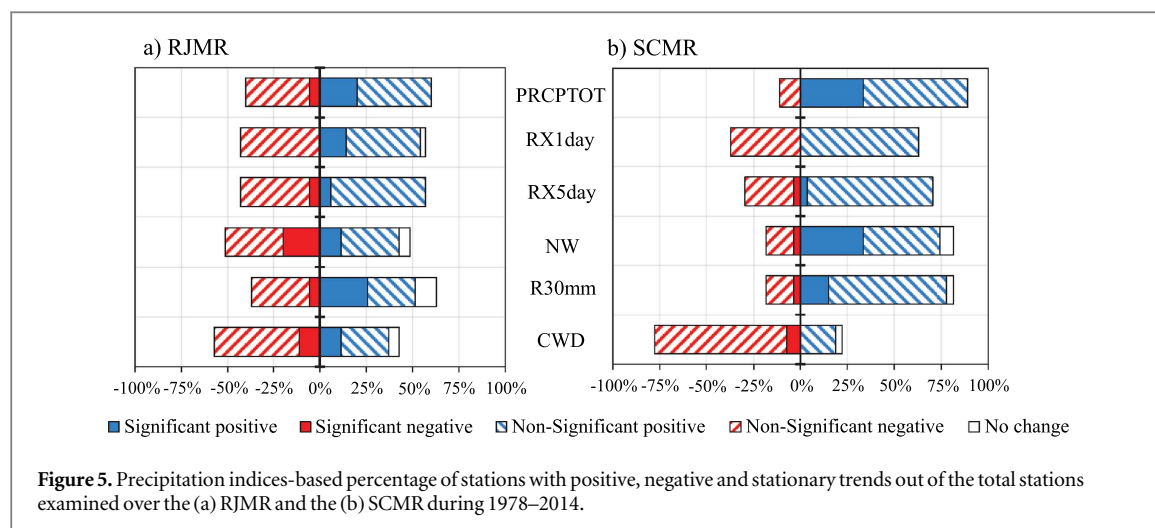 a) RJMR
b) SCMR
PRCPTOT
RX1day
RX5day
NW
R30mm
CWD
-100% -75% -50% -25% 0% 25% 50% 75% 100%
-100% -75% -50% -25% 0% 25% 50% 75% 100%
Significant positive Significant negative Non-Significant positive Non-Significant negative No change
Figure 5. Precipitation indices-based percentage of stations with positive, negative and stationary trends out of the total stations
examined over the (a) RJMR and the (b) SCMR during 1978–2014.